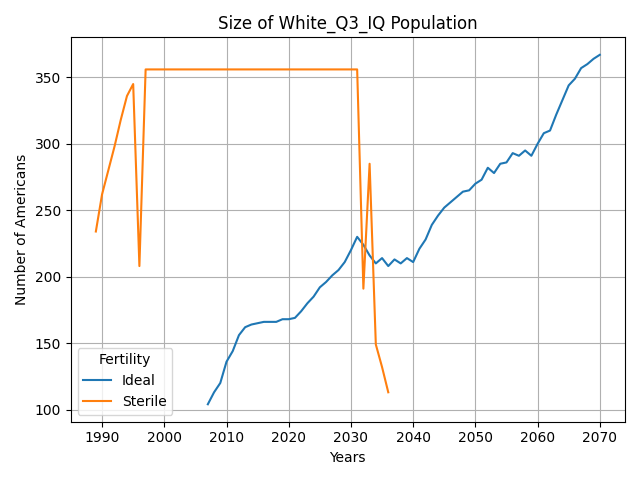 Size of White_Q3_IQ Population
Number of Americans
350
300
250
200
150
100
Fertility
Ideal
Sterile
1990 2000 2010 2020 2030 2040 2050 2060 2070
Years